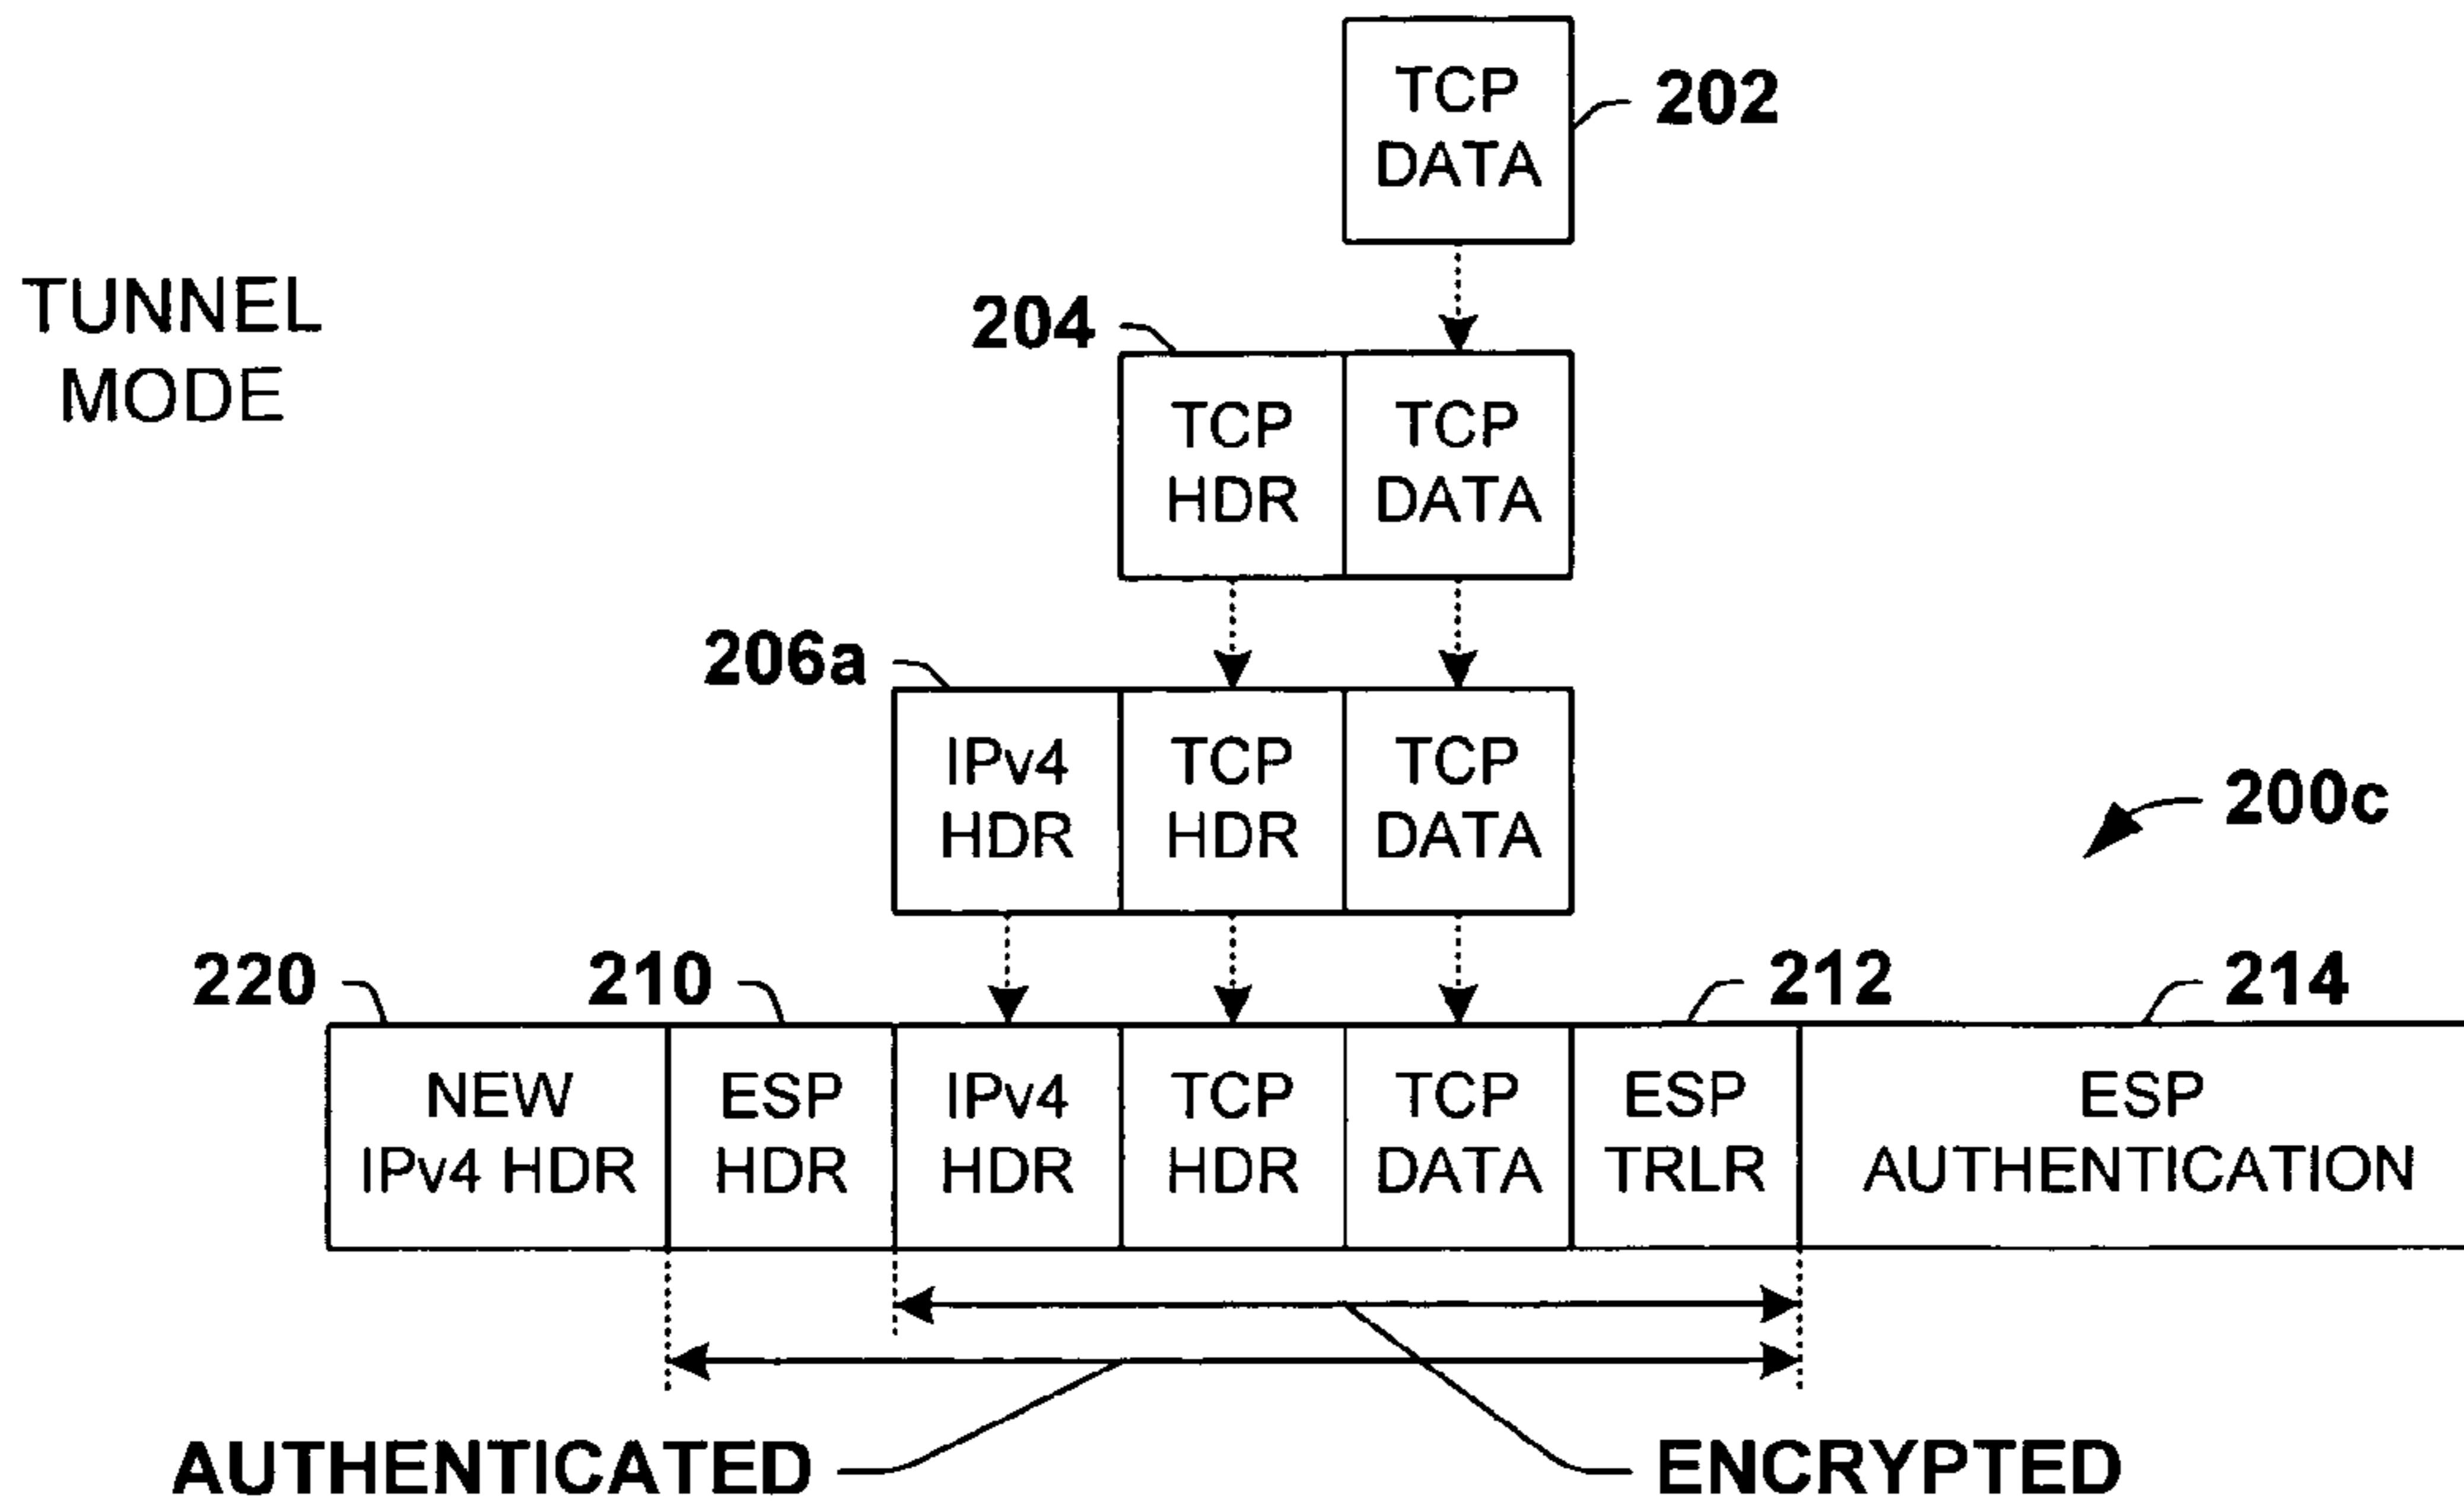 TCP
DATA
202
TUNNEL
MODE
204
TCP
HDR
TCP
DATA
206a
IPv4
HDR
TCP
HDR
TCP
DATA
200c
220
210
212
214
NEW
IPv4 HDR
ESP
HDR
IPv4
HDR
TCP
HDR
TCP
DATA
ESP
TRLR
ESP
AUTHENTICATION
AUTHENTICATED
ENCRYPTED